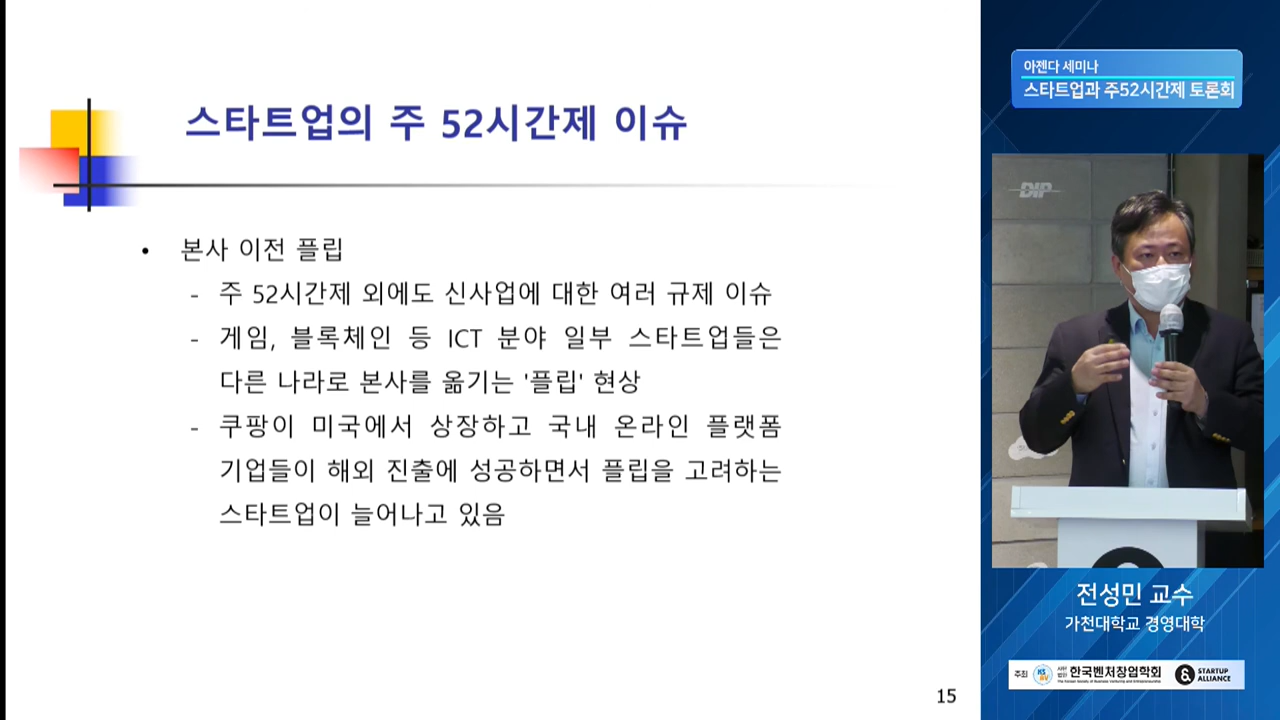 스타트업의 주 52시간제 이슈
• 본사 이전 플립
- 주 52시간제 외에도 신사업에 대한 여러 규제 이슈
- 게임, 블록체인 등 ICT 분야 일부 스타트업들은
다른 나라로 본사를 옮기는 '플립' 현상
- 쿠팡이 미국에서 상장하고 국내 온라인 플랫폼
기업들이 해외 진출에 성공하면서 플립을 고려하는
스타트업이 늘어나고 있음
15
아젠다 세미나
스타트업과 주52시간제 토론회
DIP
전성민 교수
가천대학교 경영대학
주최
사단
법인
한국벤처창업학회
STARTUP
ALLIANCE